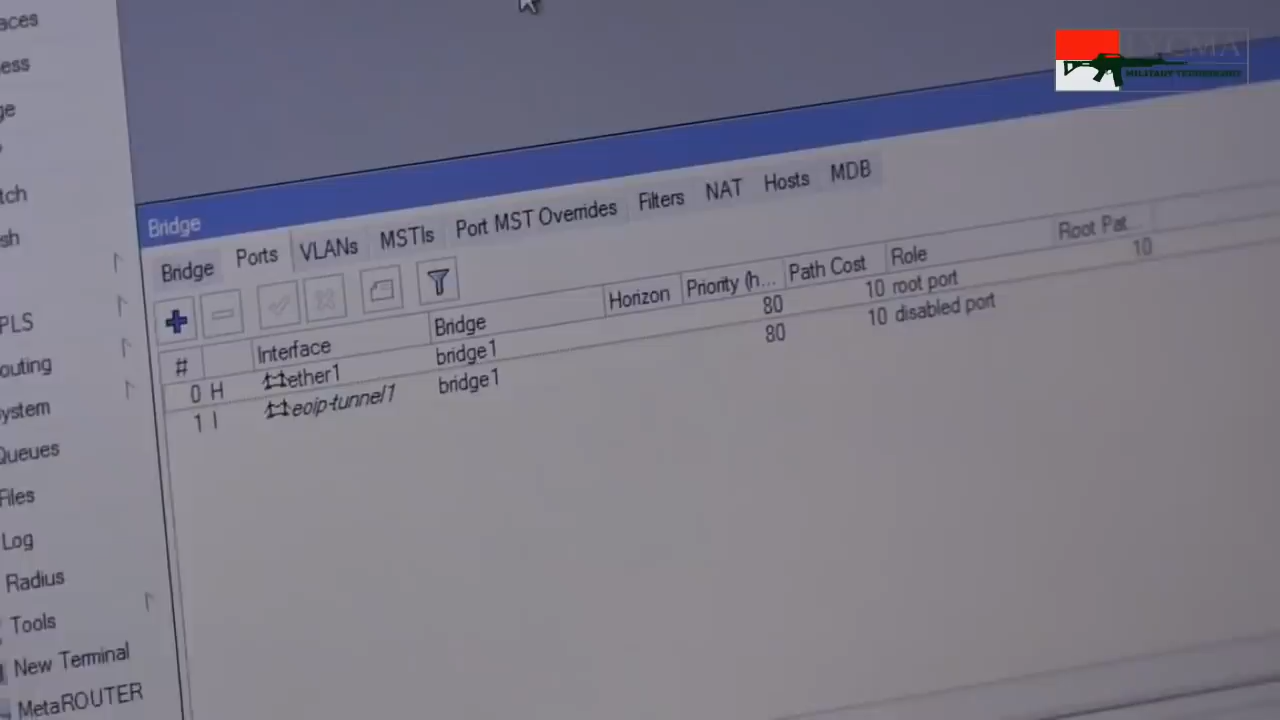 MILITARY TECHNOLOGY
aces
ess
ge
tch
sh
PLS
outing
ystem
Queues
Files
Log
Radius
Tools
New Terminal
MetaROUTER
Bridge
Bridge Ports VLANs MSTIs Port MST Overrides Filters NAT Hosts MDB
# Interface Bridge Horizon Priority (h... Path Cost Role Root Pat...
0 H ether1 bridge1 80 10 root port 10
1 I eoip-tunnel1 bridge1 80 10 disabled port